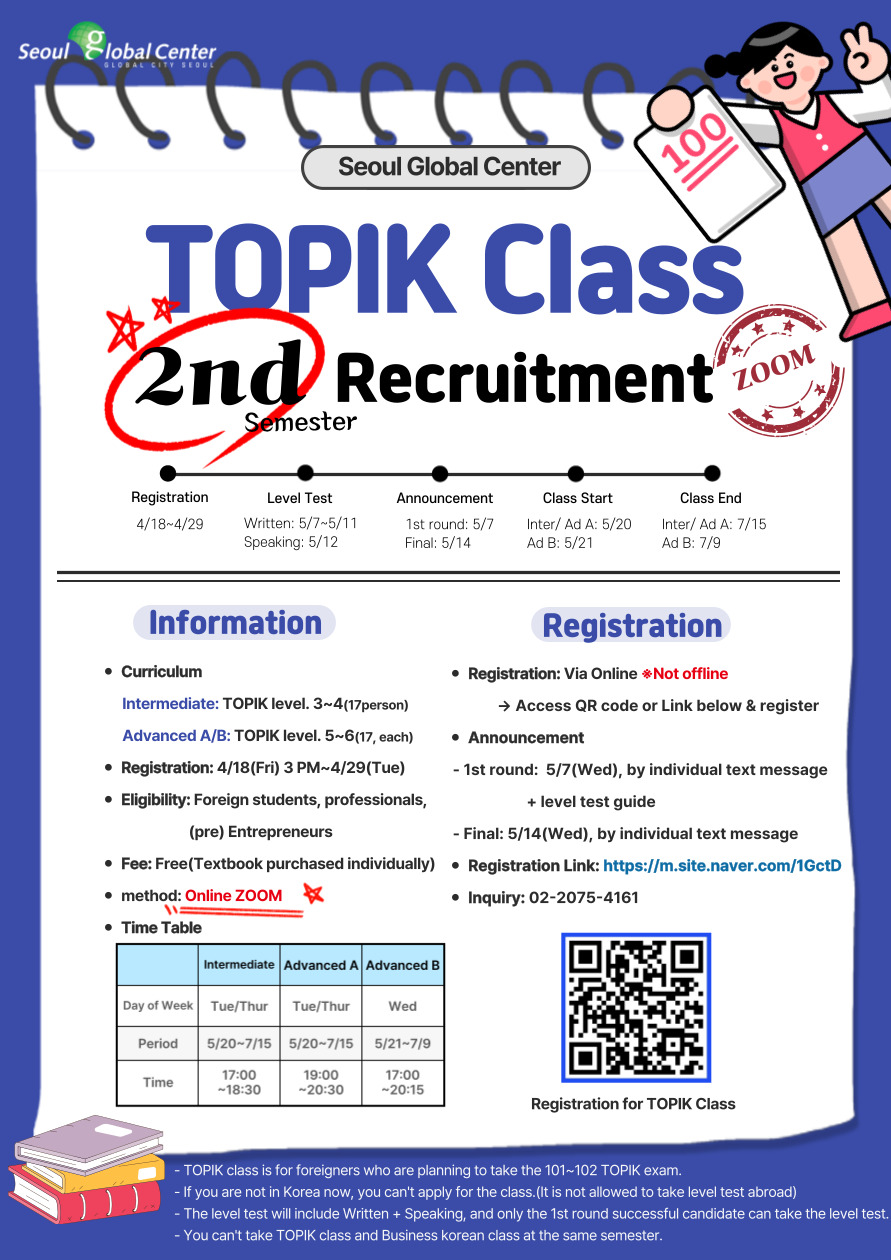 Seoul global Center
GLOBAL CITY SEOUL
100
Seoul Global Center
TOPIK Class
2nd Recruitment
Semester
ZOOM
Registration
4/18~4/29
Level Test
Written: 5/7~5/11
Speaking: 5/12
Announcement
1st round: 5/7
Final: 5/14
Class Start
Inter/ Ad A: 5/20
Ad B: 5/21
Class End
Inter/ Ad A: 7/15
Ad B: 7/9
Information
• Curriculum
Intermediate: TOPIK level. 3~4(17person)
Advanced A/B: TOPIK level. 5~6(17, each)
• Registration: 4/18(Fri) 3 PM~4/29(Tue)
• Eligibility: Foreign students, professionals,
(pre) Entrepreneurs
• Fee: Free(Textbook purchased individually)
• method: Online ZOOM
• Time Table
Intermediate Advanced A Advanced B
Day of Week Tue/Thur Tue/Thur Wed
Period 5/20~7/15 5/20~7/15 5/21~7/9
Time 17:00 19:00 17:00
~18:30 ~20:30 ~20:15
Registration
• Registration: Via Online ※Not offline
→ Access QR code or Link below & register
• Announcement
- 1st round: 5/7(Wed), by individual text message
+ level test guide
- Final: 5/14(Wed), by individual text message
• Registration Link: https://m.site.naver.com/1GctD
• Inquiry: 02-2075-4161
Registration for TOPIK Class
- TOPIK class is for foreigners who are planning to take the 101~102 TOPIK exam.
- If you are not in Korea now, you can't apply for the class.(It is not allowed to take level test abroad)
- The level test will include Written + Speaking, and only the 1st round successful candidate can take the level test.
- You can't take TOPIK class and Business korean class at the same semester.